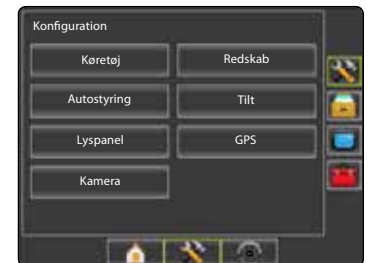 Konfiguration
Køretøj
Redskab
Autostyring
Tilt
Lyspanel
GPS
Kamera